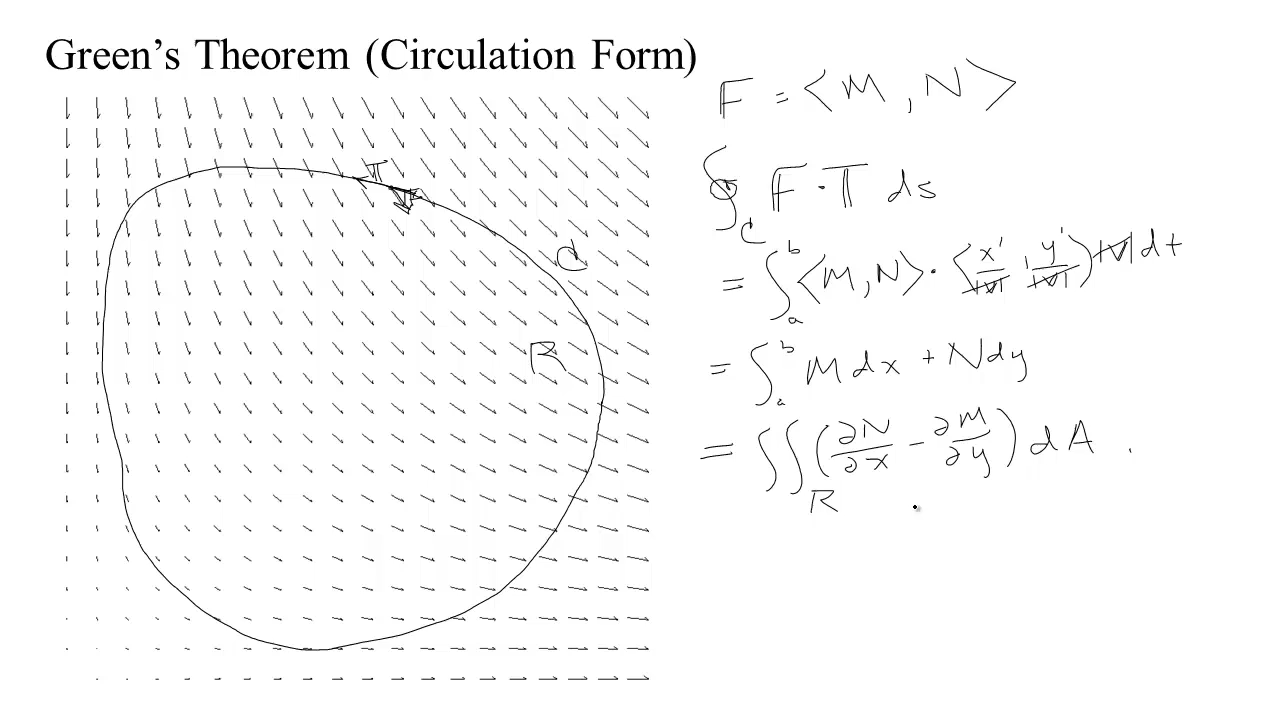 Green's Theorem (Circulation Form)
F = <M, N>
∮_C F · T ds
= ∫_a^b <M, N> · <x'/|v|, y'/|v|> |v| dt
= ∫_a^b M dx + N dy
= ∬_R (∂N/∂x - ∂M/∂y) dA.
T
F
C
R